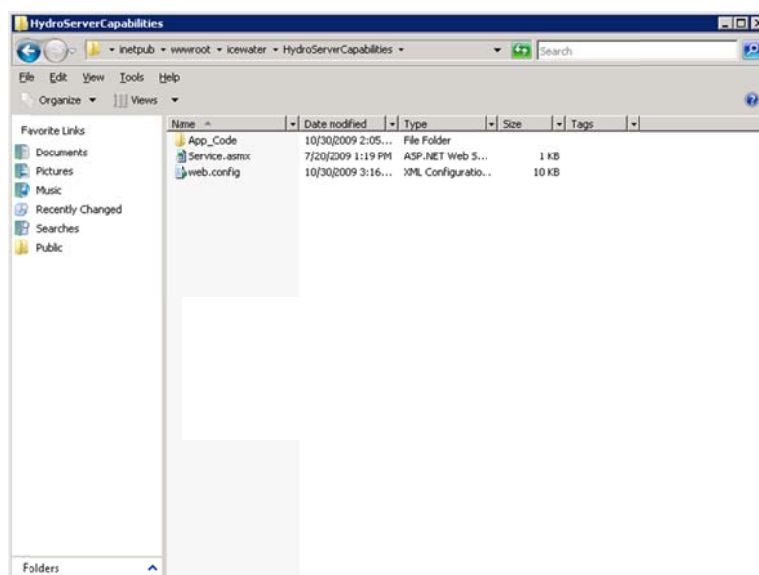 HydroServerCapabilities
inetpub wwwroot icewater HydroServerCapabilities Search
File Edit View Tools Help
Organize Views
Favorite Links
Documents
Pictures
Music
Recently Changed
Searches
Public
Folders
Name Date modified Type Size Tags
App_Code 10/30/2009 2:05... File Folder
Service.asmx 7/20/2009 1:19 PM ASP.NET Web S... 1 KB
web.config 10/30/2009 3:16... XML Configuratio... 10 KB